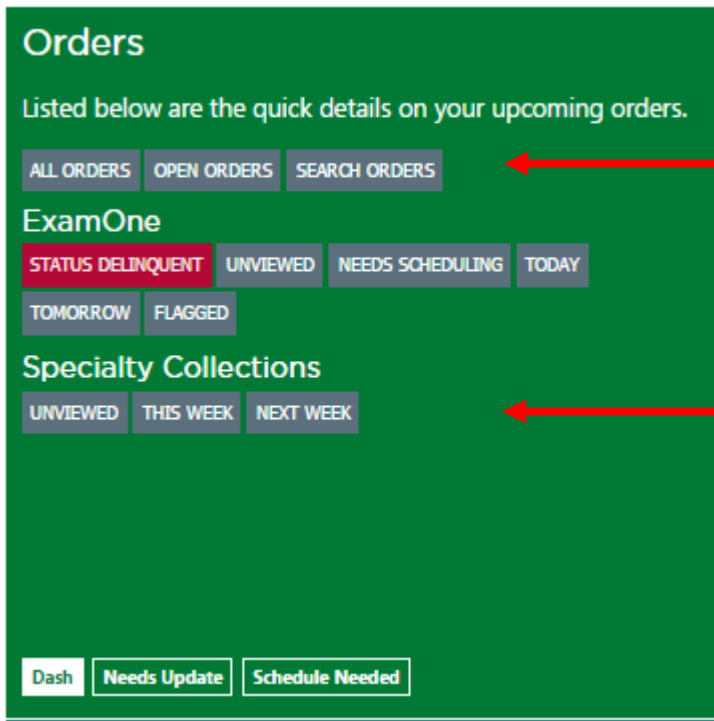 Orders
Listed below are the quick details on your upcoming orders.
ALL ORDERS OPEN ORDERS SEARCH ORDERS
ExamOne
STATUS DELINQUENT UNVIEWED NEEDS SCHEDULING TODAY
TOMORROW FLAGGED
Specialty Collections
UNVIEWED THIS WEEK NEXT WEEK
Dash Needs Update Schedule Needed